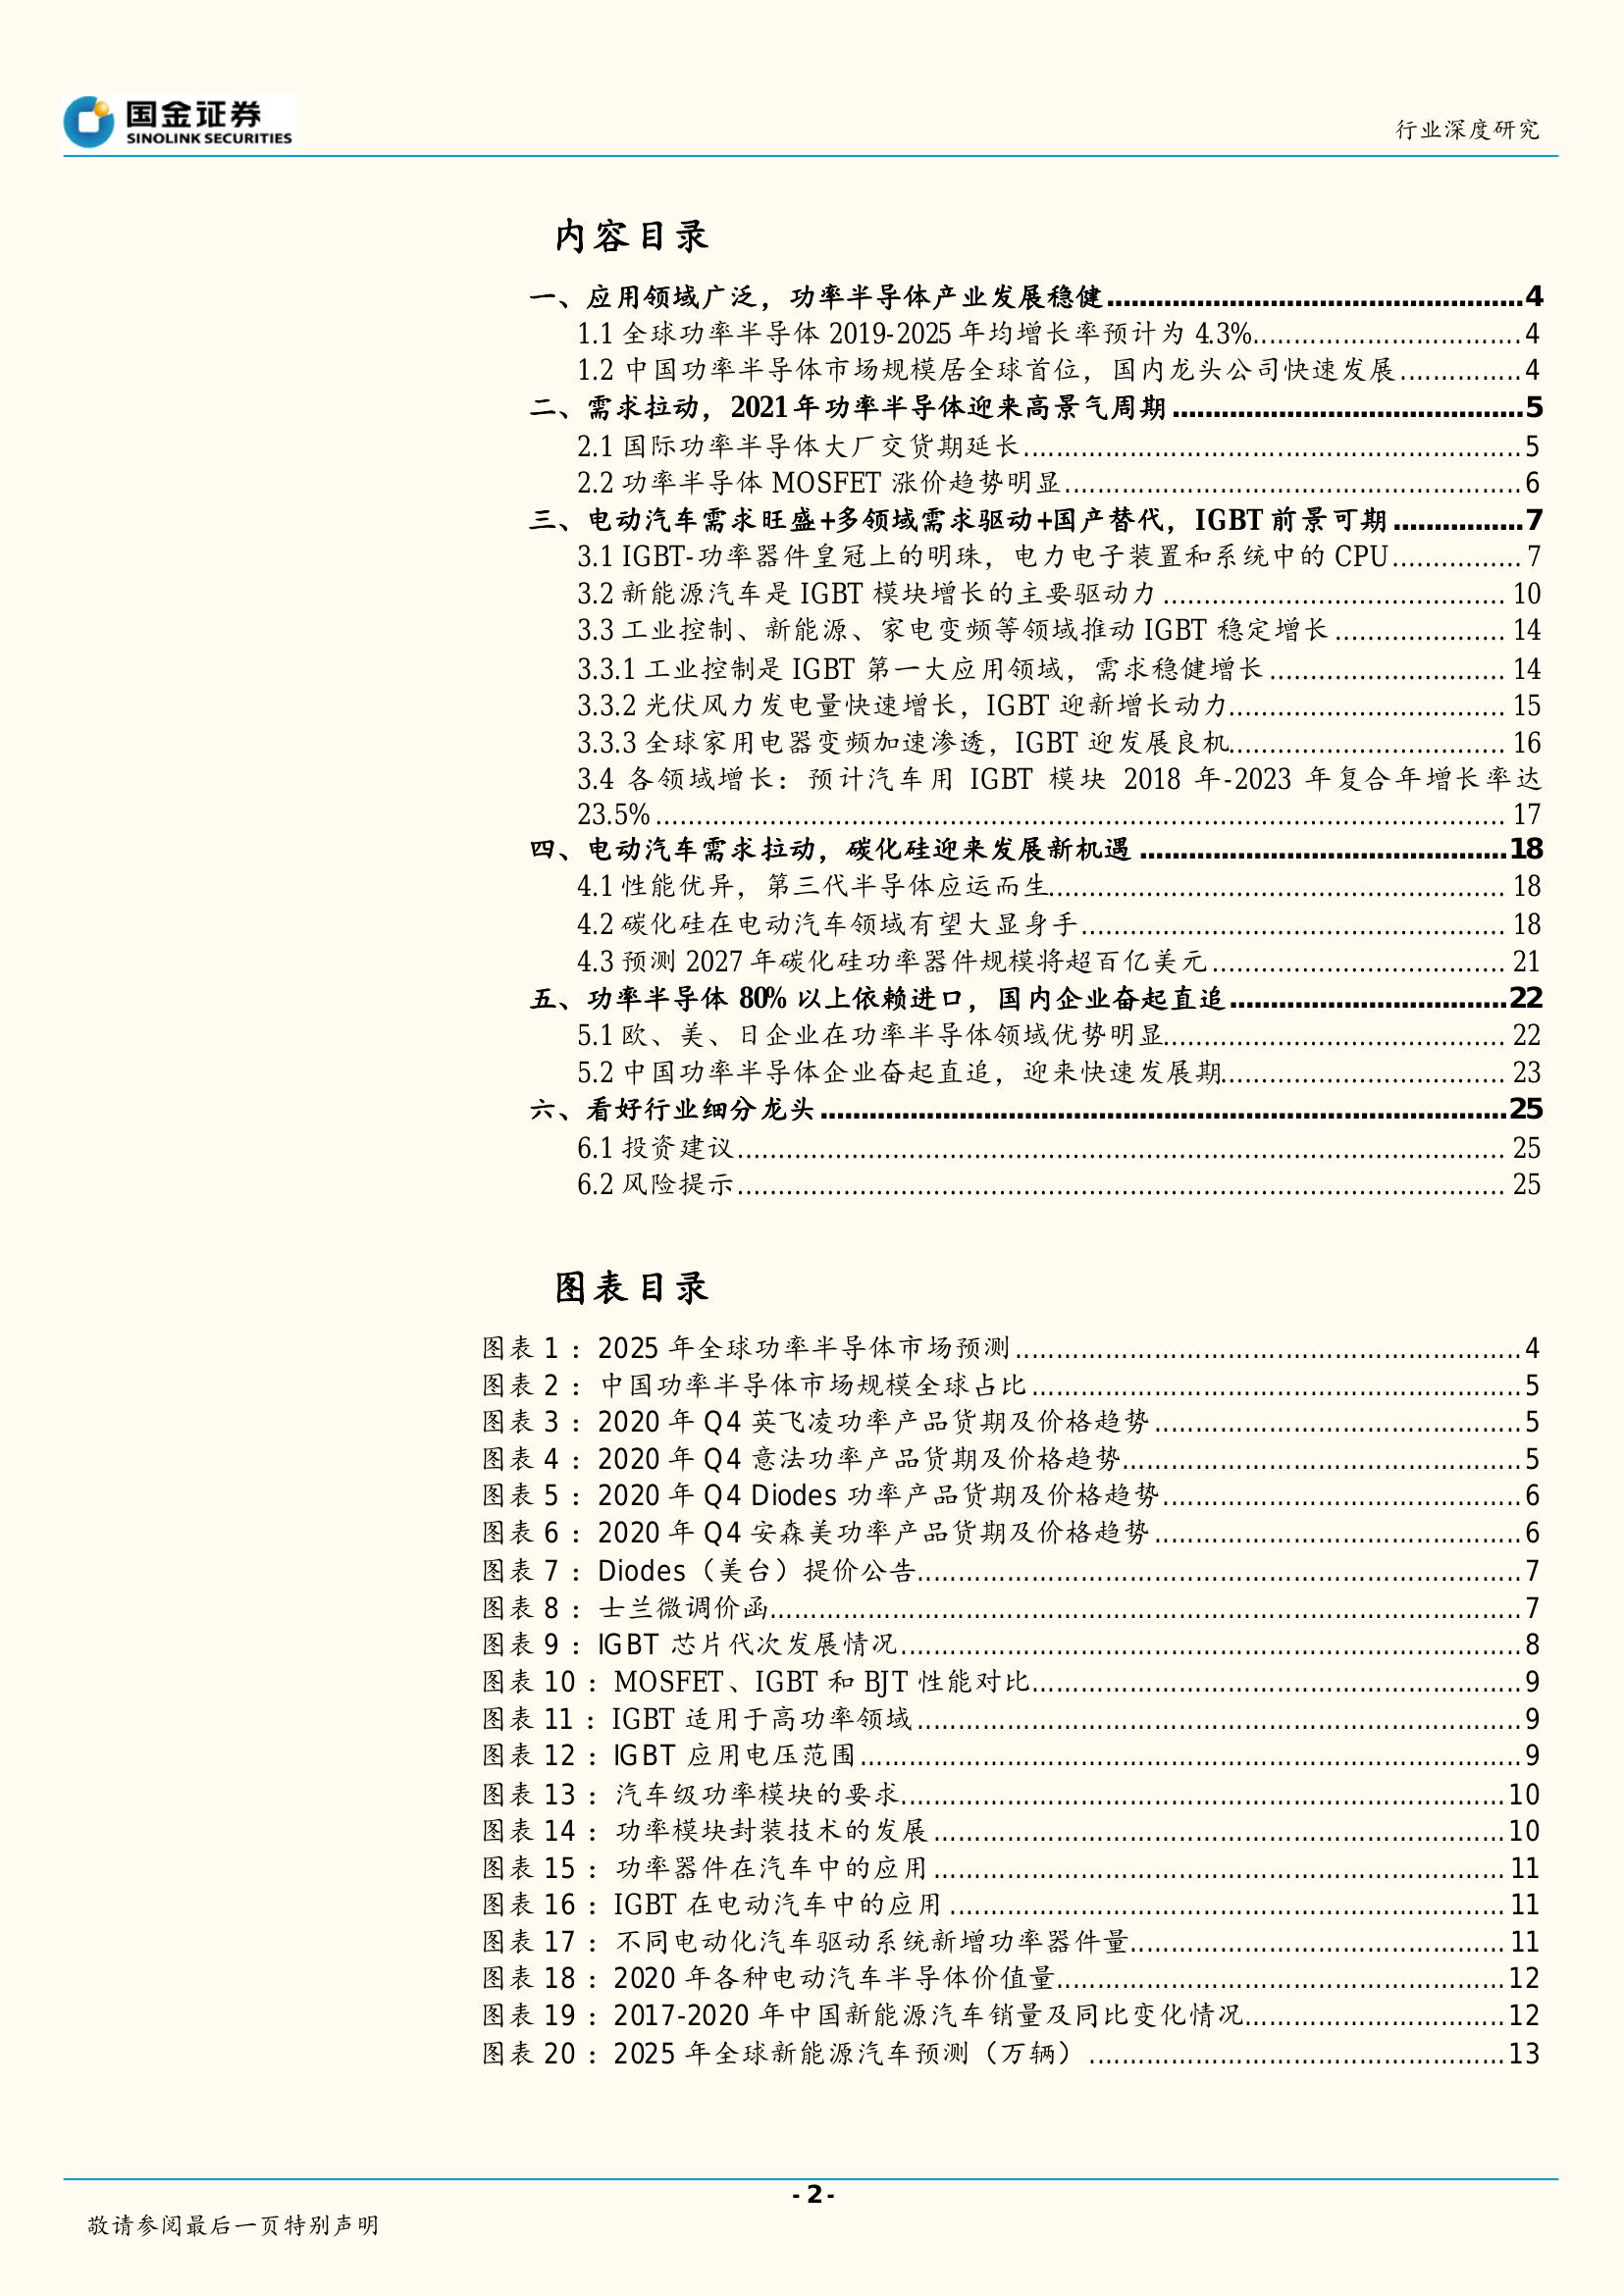 国金证券
SINOLINK SECURITIES
行业深度研究
内容目录
一、应用领域广泛，功率半导体产业发展稳健....................4
1.1 全球功率半导体 2019-2025 年均增长率预计为 4.3%....................4
1.2 中国功率半导体市场规模居全球首位，国内龙头公司快速发展....................4
二、需求拉动，2021 年功率半导体迎来高景气周期....................5
2.1 国际功率半导体大厂交货期延长....................5
2.2 功率半导体 MOSFET 涨价趋势明显....................6
三、电动汽车需求旺盛+多领域需求驱动+国产替代，IGBT 前景可期....................7
3.1 IGBT-功率器件皇冠上的明珠，电力电子装置和系统中的 CPU....................7
3.2 新能源汽车是 IGBT 模块增长的主要驱动力....................10
3.3 工业控制、新能源、家电变频等领域推动 IGBT 稳定增长....................14
3.3.1 工业控制是 IGBT 第一大应用领域，需求稳健增长....................14
3.3.2 光伏风力发电量快速增长，IGBT 迎新增长动力....................15
3.3.3 全球家用电器变频加速渗透，IGBT 迎发展良机....................16
3.4 各领域增长：预计汽车用 IGBT 模块 2018 年-2023 年复合年增长率达
23.5%....................17
四、电动汽车需求拉动，碳化硅迎来发展新机遇....................18
4.1 性能优异，第三代半导体应运而生....................18
4.2 碳化硅在电动汽车领域有望大显身手....................18
4.3 预测 2027 年碳化硅功率器件规模将超百亿美元....................21
五、功率半导体 80% 以上依赖进口，国内企业奋起直追....................22
5.1 欧、美、日企业在功率半导体领域优势明显....................22
5.2 中国功率半导体企业奋起直追，迎来快速发展期....................23
六、看好行业细分龙头....................25
6.1 投资建议....................25
6.2 风险提示....................25
图表目录
图表 1 ：2025 年全球功率半导体市场预测....................4
图表 2 ：中国功率半导体市场规模全球占比....................5
图表 3 ：2020 年 Q4 英飞凌功率产品货期及价格趋势....................5
图表 4 ：2020 年 Q4 意法功率产品货期及价格趋势....................5
图表 5 ：2020 年 Q4 Diodes 功率产品货期及价格趋势....................6
图表 6 ：2020 年 Q4 安森美功率产品货期及价格趋势....................6
图表 7 ：Diodes（美台）提价公告....................7
图表 8 ：士兰微调价函....................7
图表 9 ：IGBT 芯片代次发展情况....................8
图表 10 ：MOSFET、IGBT 和 BJT 性能对比....................9
图表 11 ：IGBT 适用于高功率领域....................9
图表 12 ：IGBT 应用电压范围....................9
图表 13 ：汽车级功率模块的要求....................10
图表 14 ：功率模块封装技术的发展....................10
图表 15 ：功率器件在汽车中的应用....................11
图表 16 ：IGBT 在电动汽车中的应用....................11
图表 17 ：不同电动化汽车驱动系统新增功率器件量....................11
图表 18 ：2020 年各种电动汽车半导体价值量....................12
图表 19 ：2017-2020 年中国新能源汽车销量及同比变化情况....................12
图表 20 ：2025 年全球新能源汽车预测（万辆）....................13
- 2 -
敬请参阅最后一页特别声明